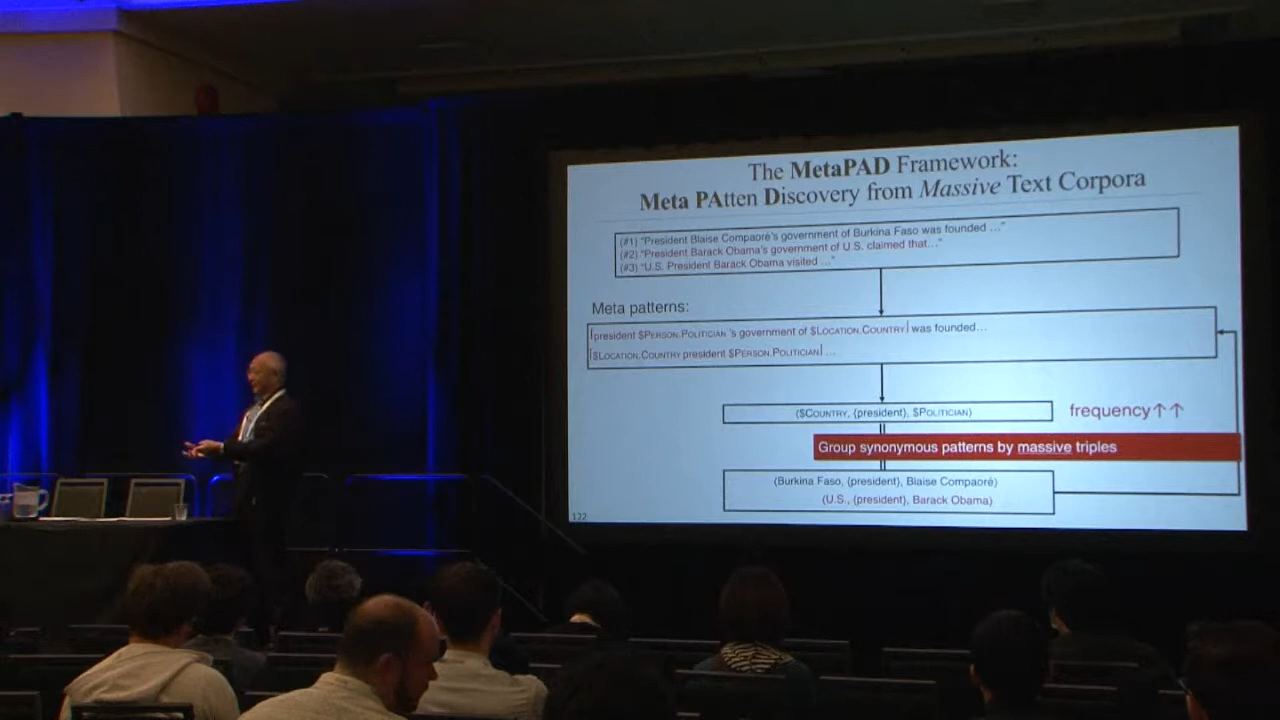 The MetaPAD Framework:
Meta PAtten Discovery from Massive Text Corpora
(#1) "President Blaise Compaoré's government of Burkina Faso was founded …"
(#2) "President Barack Obama's government of U.S. claimed that…"
(#3) "U.S. President Barack Obama visited …"
Meta patterns:
[president $PERSON.POLITICIAN 's government of $LOCATION.COUNTRY] was founded…
[$LOCATION.COUNTRY president $PERSON.POLITICIAN] …
($COUNTRY, {president}, $POLITICIAN)
frequency↑↑
Group synonymous patterns by massive triples
(Burkina Faso, {president}, Blaise Compaoré)
(U.S., {president}, Barack Obama)